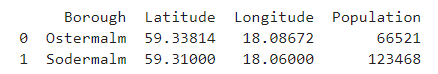 Borough Latitude Longitude Population
0 Ostermalm 59.33814 18.08672 66521
1 Sodermalm 59.31000 18.06000 123468